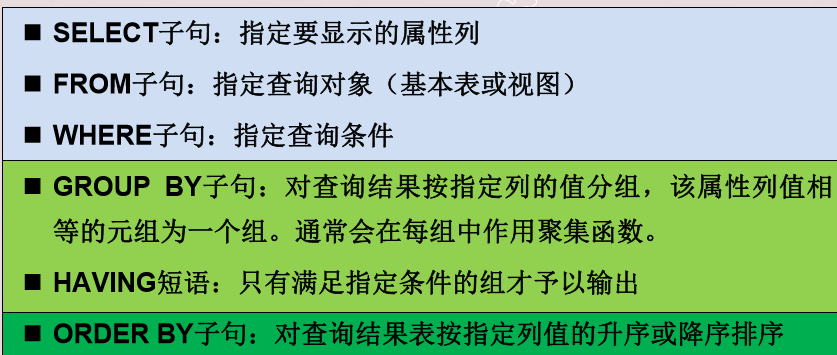 ■ SELECT子句：指定要显示的属性列
■ FROM子句：指定查询对象（基本表或视图）
■ WHERE子句：指定查询条件
■ GROUP BY子句：对查询结果按指定列的值分组，该属性列值相
等的元组为一个组。通常会在每组中作用聚集函数。
■ HAVING短语：只有满足指定条件的组才予以输出
■ ORDER BY子句：对查询结果表按指定列值的升序或降序排序